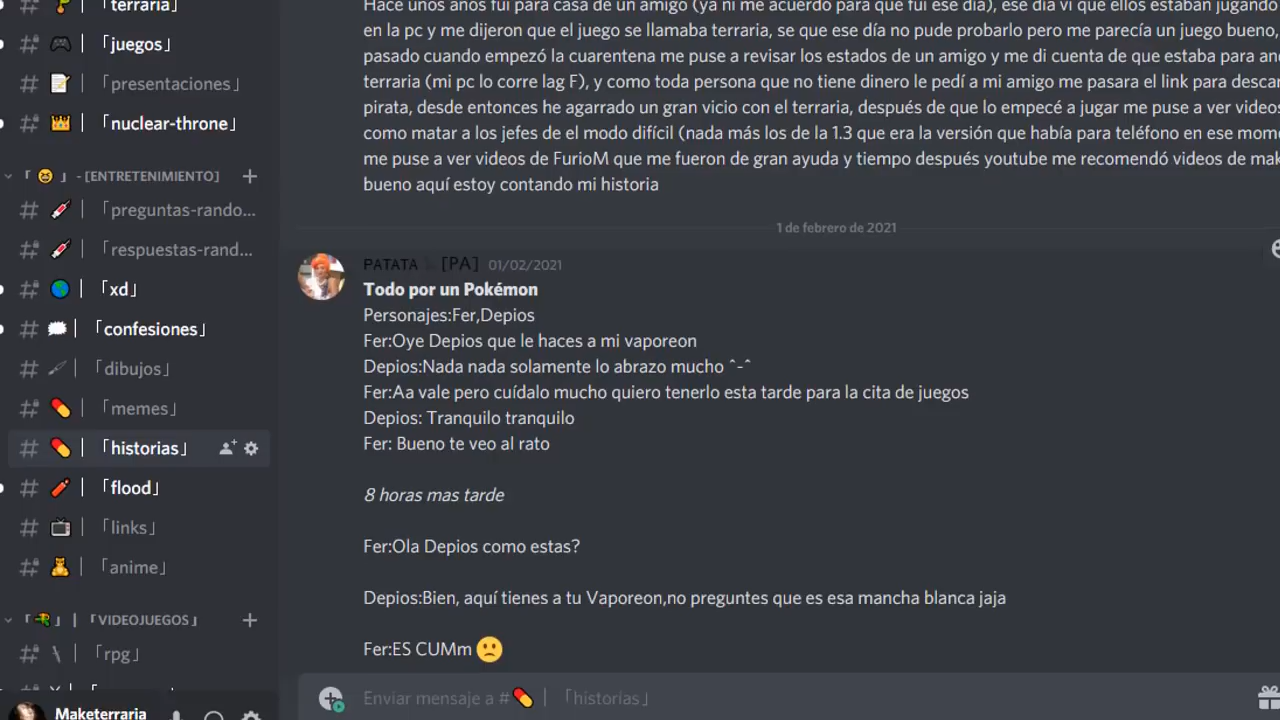 「terraria」
「juegos」
「presentaciones」
「nuclear-throne」
「😆」 - [ENTRETENIMIENTO] +
「preguntas-rando...
「respuestas-rand...
「xd」
「confesiones」
「dibujos」
「memes」
「historias」
「flood」
「links」
「anime」
「 」 | 「VIDEOJUEGOS」 +
「rpg」
Maketerraria
Hace unos años fui para casa de un amigo (ya ni me acuerdo para que fui ese día), ese día vi que ellos estaban jugando
en la pc y me dijeron que el juego se llamaba terraria, se que ese día no pude probarlo pero me parecía un juego bueno,
pasado cuando empezó la cuarentena me puse a revisar los estados de un amigo y me di cuenta de que estaba para
terraria (mi pc lo corre lag F), y como toda persona que no tiene dinero le pedí a mi amigo me pasara el link para
pirata, desde entonces he agarrado un gran vicio con el terraria, después de que lo empecé a jugar me puse a ver
como matar a los jefes de el modo difícil (nada más los de la 1.3 que era la versión que había para teléfono en ese
me puse a ver videos de FurioM que me fueron de gran ayuda y tiempo después youtube me recomendó videos de
bueno aquí estoy contando mi historia
1 de febrero de 2021
PATATA [PA] 01/02/2021
Todo por un Pokémon
Personajes:Fer,Depios
Fer:Oye Depios que le haces a mi vaporeon
Depios:Nada nada solamente lo abrazo mucho ^-^
Fer:Aa vale pero cuídalo mucho quiero tenerlo esta tarde para la cita de juegos
Depios: Tranquilo tranquilo
Fer: Bueno te veo al rato
8 horas mas tarde
Fer:Ola Depios como estas?
Depios:Bien, aquí tienes a tu Vaporeon,no preguntes que es esa mancha blanca jaja
Fer:ES CUMm 🙁
Enviar mensaje a #💊 | 「historias」